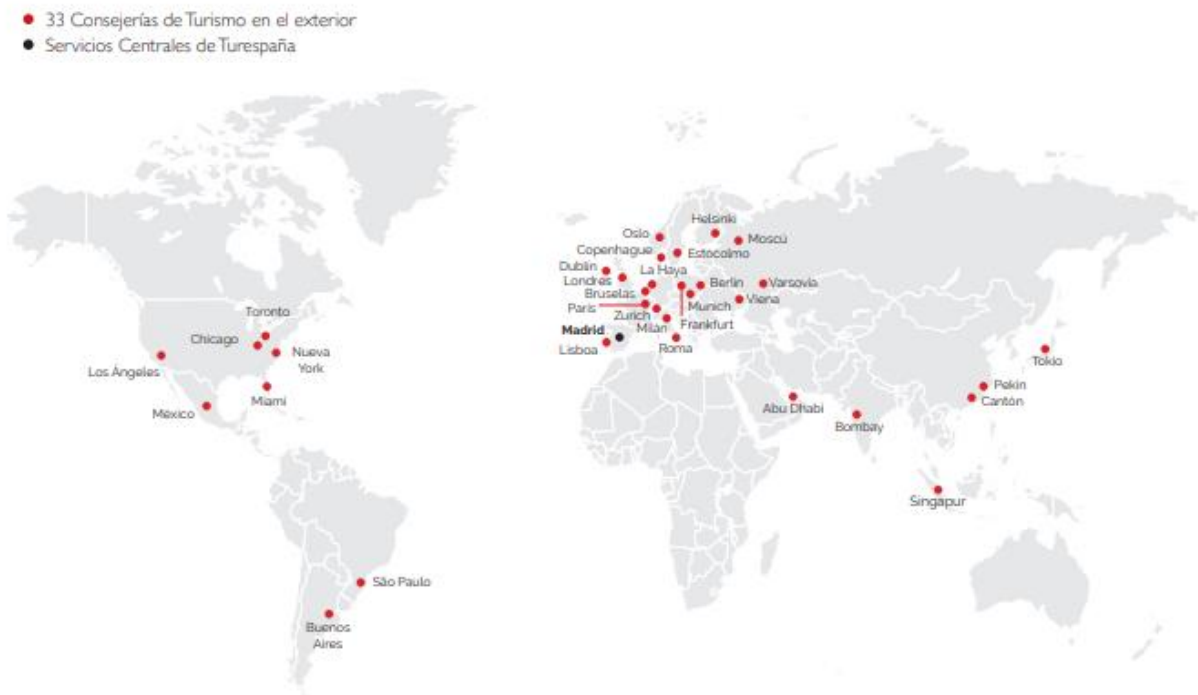 33 Consejerías de Turismo en el exterior
Servicios Centrales de Turespaña
Helsinki
Oslo
Moscú
Copenhague
Estocolmo
Dublín
La Haya
Londres
Berlin
Varsovia
Bruselas
Munich
Viena
París
Zurich
Frankfurt
Milán
Madrid
Lisboa
Roma
Toronto
Chicago
Nueva
York
Los Ángeles
Miami
México
Tokio
Pekín
Cantón
Abu Dhabi
Bombay
Singapur
São Paulo
Buenos
Aires